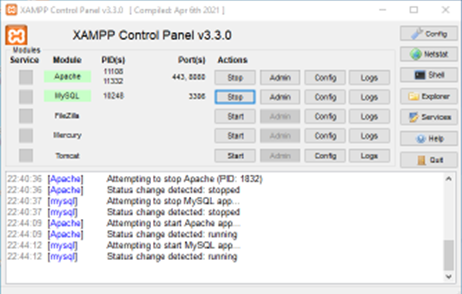 XAMPP Control Panel v3.3.0 [ Compiled: Apr 6th 2021 ]
XAMPP Control Panel v3.3.0
Config
Modules
Service Module PID(s) Port(s) Actions
Netstat
Apache 11108 11332 443, 8080 Stop Admin Config Logs
Shell
MySQL 10248 3306 Stop Admin Config Logs
Explorer
FileZilla Start Admin Config Logs
Services
Mercury Start Admin Config Logs
Help
Tomcat Start Admin Config Logs
Quit
22:40:36 [Apache] Attempting to stop Apache (PID: 1832)
22:40:36 [Apache] Status change detected: stopped
22:40:37 [mysql] Attempting to stop MySQL app...
22:40:37 [mysql] Status change detected: stopped
22:44:09 [Apache] Attempting to start Apache app...
22:44:09 [Apache] Status change detected: running
22:44:12 [mysql] Attempting to start MySQL app...
22:44:12 [mysql] Status change detected: running